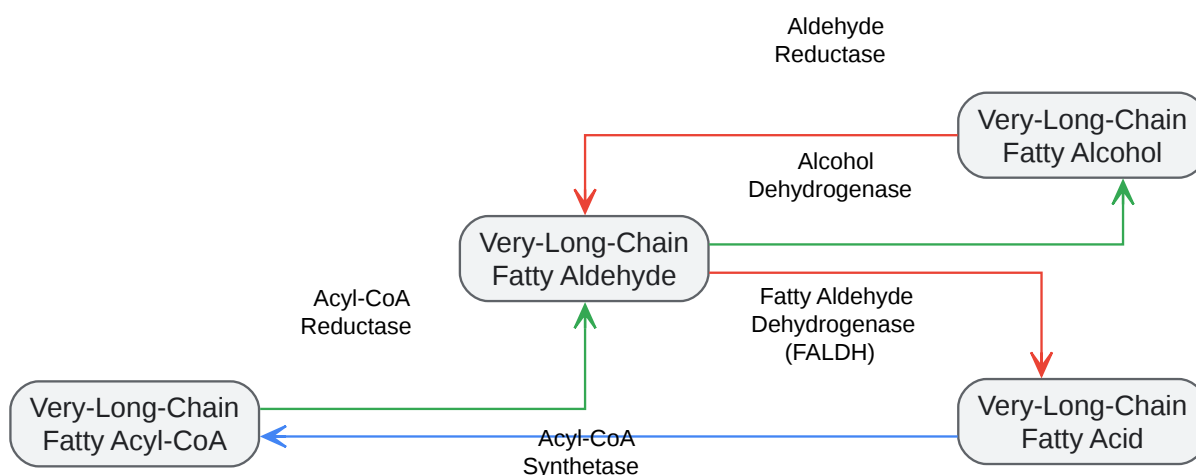 Aldehyde
Reductase
Very-Long-Chain
Fatty Alcohol
Alcohol
Dehydrogenase
Very-Long-Chain
Fatty Aldehyde
Acyl-CoA
Reductase
Fatty Aldehyde
Dehydrogenase
(FALDH)
Very-Long-Chain
Fatty Acyl-CoA
Acyl-CoA
Synthetase
Very-Long-Chain
Fatty Acid